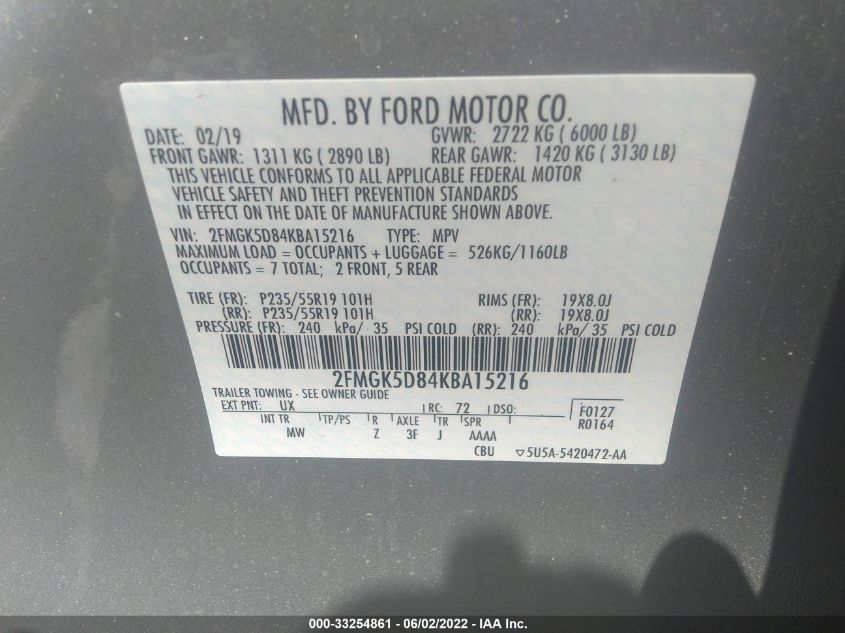 MFD. BY FORD MOTOR CO.
DATE: 02/19 GVWR: 2722 KG ( 6000 LB)
FRONT GAWR: 1311 KG ( 2890 LB) REAR GAWR: 1420 KG ( 3130 LB)
THIS VEHICLE CONFORMS TO ALL APPLICABLE FEDERAL MOTOR
VEHICLE SAFETY AND THEFT PREVENTION STANDARDS
IN EFFECT ON THE DATE OF MANUFACTURE SHOWN ABOVE.
VIN: 2FMGK5D84KBA15216 TYPE: MPV
MAXIMUM LOAD = OCCUPANTS + LUGGAGE = 526KG/1160LB
OCCUPANTS = 7 TOTAL; 2 FRONT, 5 REAR
TIRE (FR): P235/55R19 101H RIMS (FR): 19X8.0J
(RR): P235/55R19 101H (RR): 19X8.0J
PRESSURE (FR): 240 kPa/ 35 PSI COLD (RR): 240 kPa/ 35 PSI COLD
2FMGK5D84KBA15216
TRAILER TOWING - SEE OWNER GUIDE
EXT PNT: UX RC: 72 DSO: F0127
INT TR TP/PS R AXLE TR SPR R0164
MW Z 3F J AAAA
CBU ▽5U5A-5420472-AA
000-33254861 - 06/02/2022 - IAA Inc.